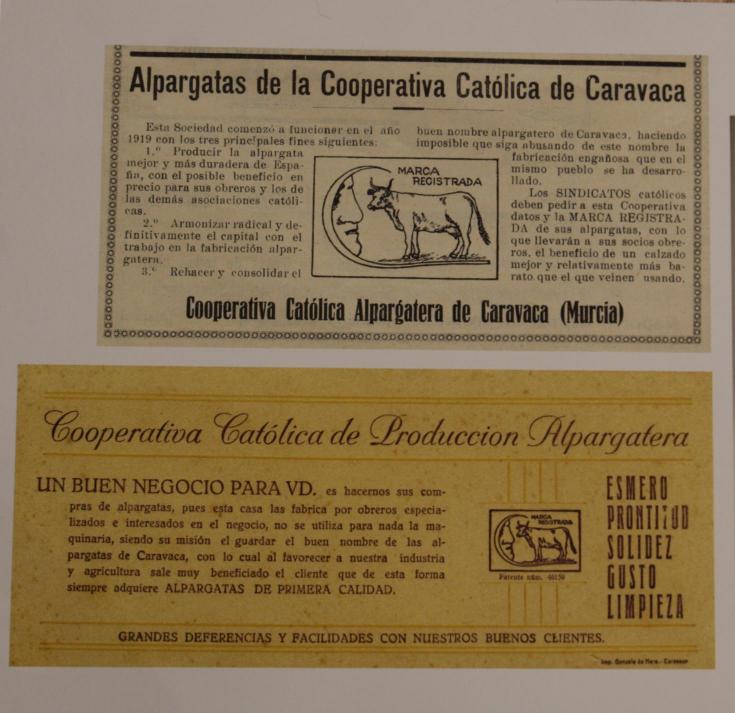 Alpargatas de la Cooperativa Católica de Caravaca
Esta Sociedad comenzó a funcioner en el año
1919 con los tres principales fines siguientes:
1.º Producir la alpargata
mejor y más duradera de Espa-
ña, con el posible beneficio en
precio para sus obreros y los de
las demás asociaciones católi-
cas.
2.º Armonizar radical y de-
finitivamente el capital con el
trabajo en la fabricación alpar-
gatera.
3.º Rehacer y consolidar el
MARCA
REGISTRADA
buen nombre alpargatero de Caravaca, haciendo
imposible que siga abusando de este nombre la
fabricación engañosa que en el
mismo pueblo se ha desarro-
llado.
Los SINDICATOS católicos
deben pedir a esta Cooperativa
datos y la MARCA REGISTRA-
DA de sus alpargatas, con lo
que llevarán a sus socios obre-
ros, el beneficio de un calzado
mejor y relativamente más ba-
rato que el que veinen usando.
Cooperativa Católica Alpargatera de Caravaca (Murcia)
Cooperativa Católica de Produccion Alpargatera
UN BUEN NEGOCIO PARA VD. es hacernos sus com-
pras de alpargatas, pues esta casa las fabrica por obreros especia-
lizados e interesados en el negocio, no se utiliza para nada la ma-
quinaria, siendo su misión el guardar el buen nombre de las al-
pargatas de Caravaca, con lo cual al favorecer a nuestra industria
y agricultura sale muy beneficiado el cliente que de esta forma
siempre adquiere ALPARGATAS DE PRIMERA CALIDAD.
MARCA
REGISTRADA
Patente núm. 46159
ESMERO
PRONTITUD
SOLIDEZ
GUSTO
LIMPIEZA
GRANDES DEFERENCIAS Y FACILIDADES CON NUESTROS BUENOS CLIENTES.
Imp. Gonzalo de Haro.-Caravaca